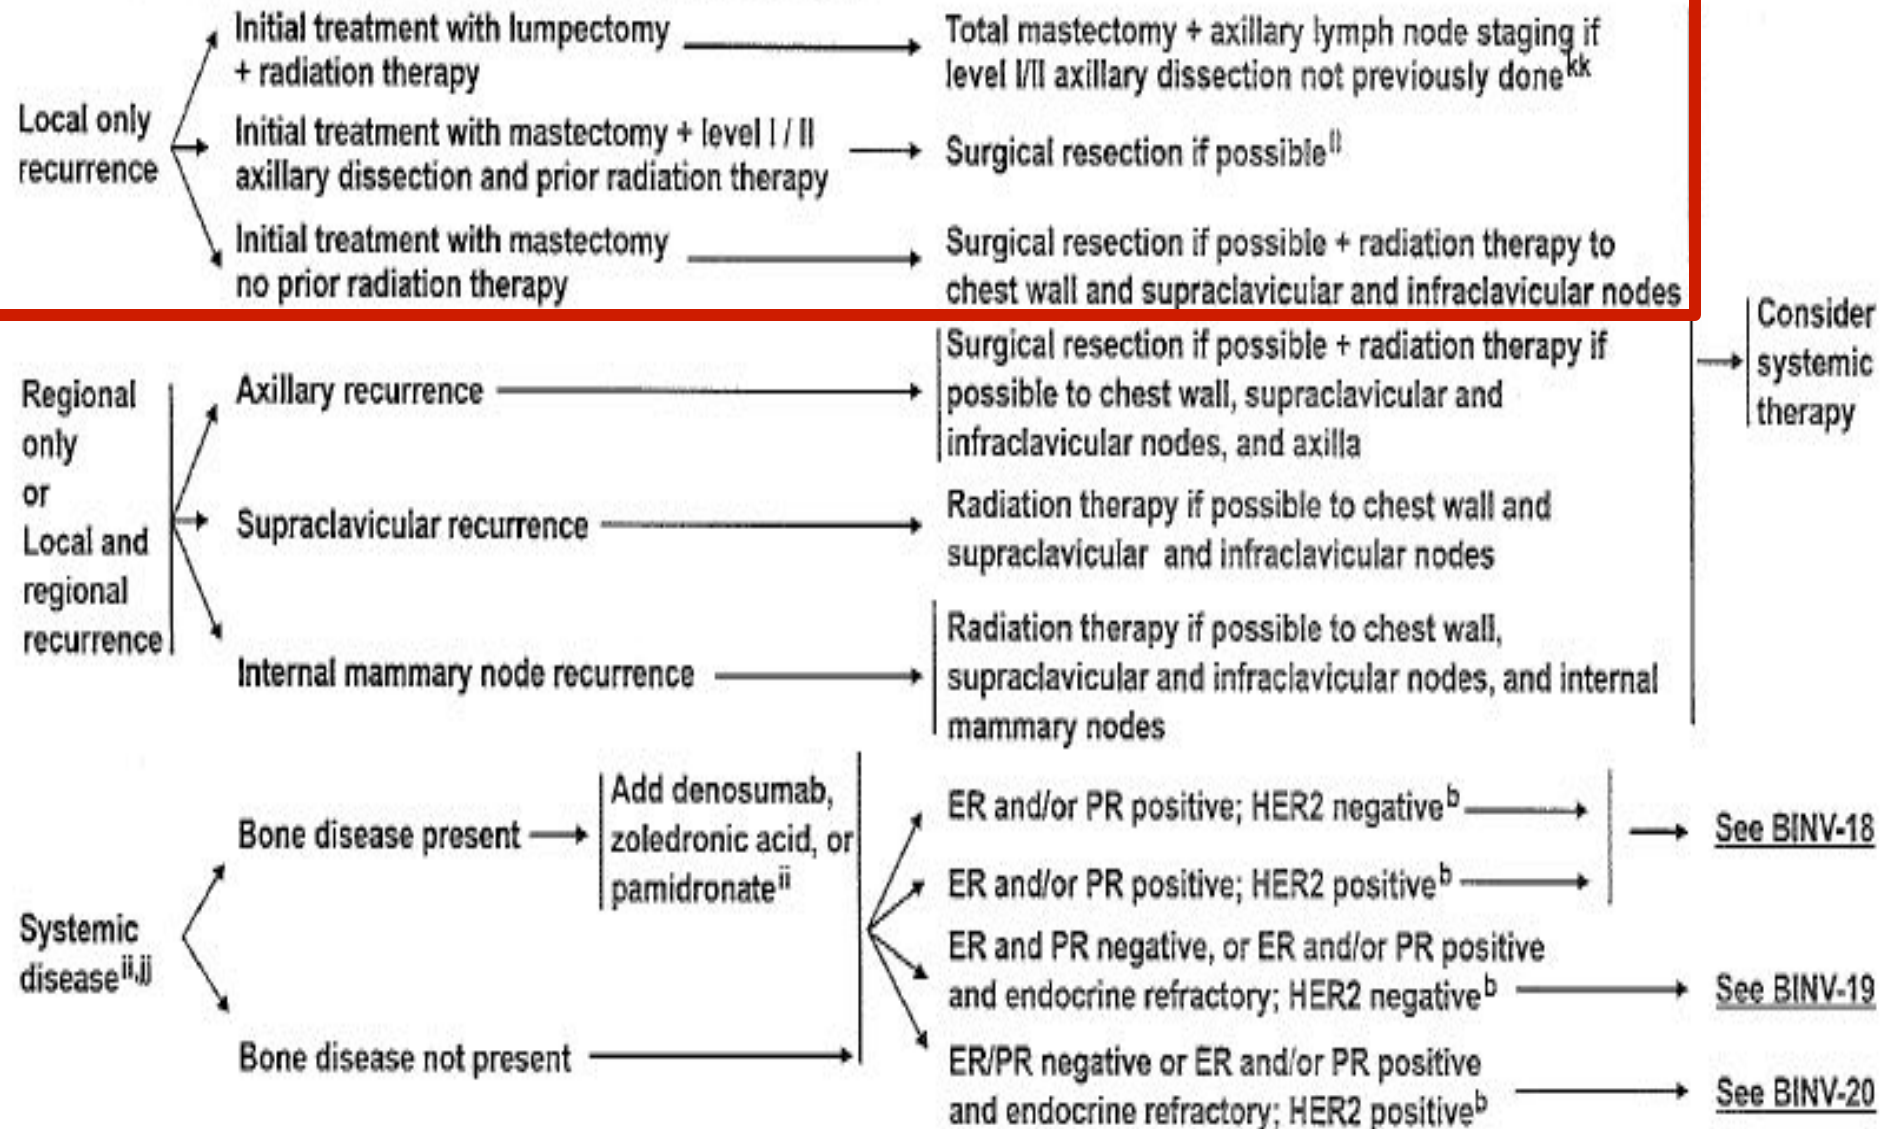 Initial treatment with lumpectomy
+ radiation therapy
Total mastectomy + axillary lymph node staging if
level I/II axillary dissection not previously done^kk
Local only
recurrence
Initial treatment with mastectomy + level I / II
axillary dissection and prior radiation therapy
Surgical resection if possible^ll
Initial treatment with mastectomy
no prior radiation therapy
Surgical resection if possible + radiation therapy to
chest wall and supraclavicular and infraclavicular nodes
Consider
systemic
therapy
Regional
only
or
Local and
regional
recurrence
Axillary recurrence
Surgical resection if possible + radiation therapy if
possible to chest wall, supraclavicular and
infraclavicular nodes, and axilla
Supraclavicular recurrence
Radiation therapy if possible to chest wall and
supraclavicular and infraclavicular nodes
Internal mammary node recurrence
Radiation therapy if possible to chest wall,
supraclavicular and infraclavicular nodes, and internal
mammary nodes
Systemic
disease^ii,jj
Bone disease present
Add denosumab,
zoledronic acid, or
pamidronate^ii
Bone disease not present
ER and/or PR positive; HER2 negative^b
ER and/or PR positive; HER2 positive^b
See BINV-18
ER and PR negative, or ER and/or PR positive
and endocrine refractory; HER2 negative^b
See BINV-19
ER/PR negative or ER and/or PR positive
and endocrine refractory; HER2 positive^b
See BINV-20